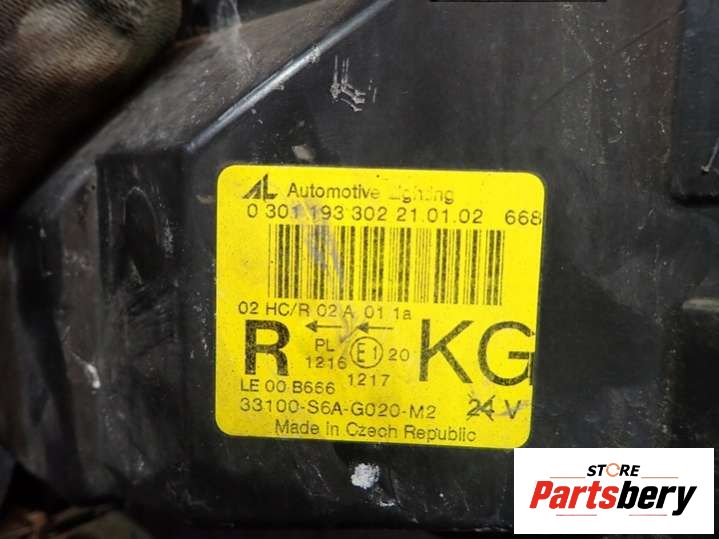 AL Automotive Lighting
0 301 193 302 21.01.02 668
02 HC/R 02 A 01 1a
R PL E1 20 KG
1216
1217
LE 00 B666
33100-S6A-G020-M2 24 V
Made in Czech Republic
STORE
Partsbery